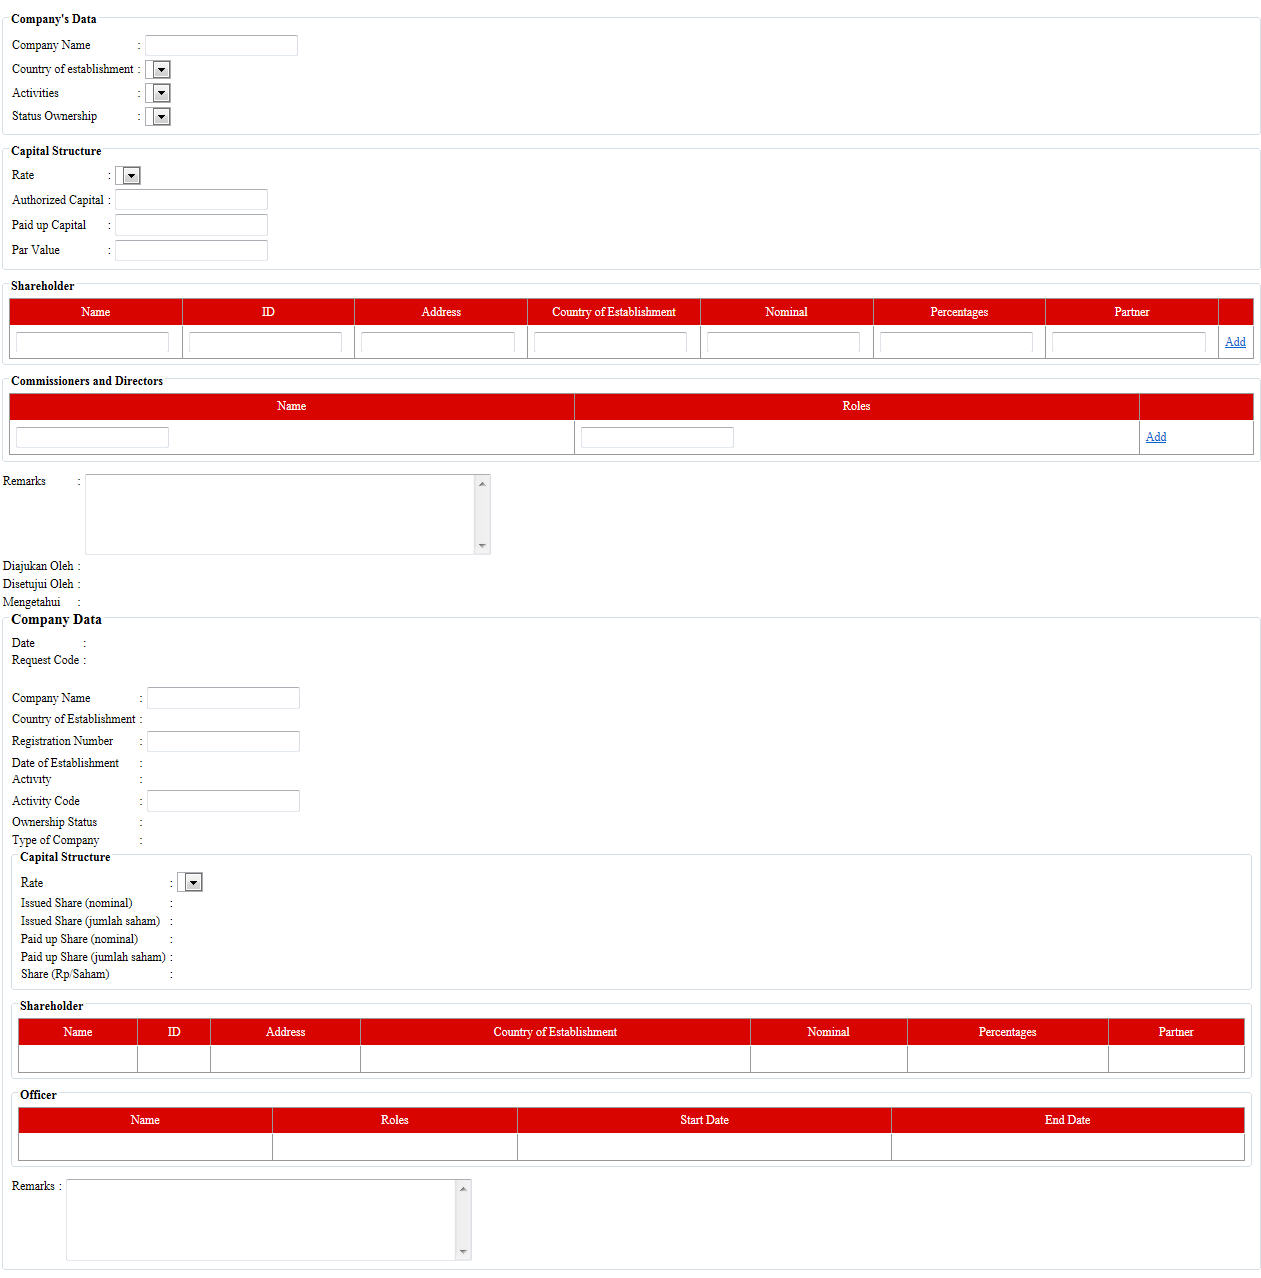 Company's Data
Company Name :
Country of establishment :
Activities :
Status Ownership :
Capital Structure
Rate :
Authorized Capital :
Paid up Capital :
Par Value :
Shareholder
Name ID Address Country of Establishment Nominal Percentages Partner
Add
Commissioners and Directors
Name Roles
Add
Remarks :
Diajukan Oleh :
Disetujui Oleh :
Mengetahui :
Company Data
Date :
Request Code :
Company Name :
Country of Establishment :
Registration Number :
Date of Establishment :
Activity :
Activity Code :
Ownership Status :
Type of Company :
Capital Structure
Rate :
Issued Share (nominal) :
Issued Share (jumlah saham) :
Paid up Share (nominal) :
Paid up Share (jumlah saham) :
Share (Rp/Saham) :
Shareholder
Name ID Address Country of Establishment Nominal Percentages Partner
Officer
Name Roles Start Date End Date
Remarks :